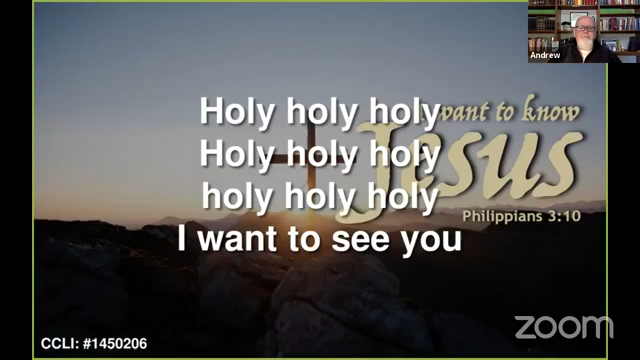 Andrew
Holy holy holy
Holy holy holy
holy holy holy
I want to see you
want to know
Jesus
Philippians 3:10
CCLI: #1450206
zoom